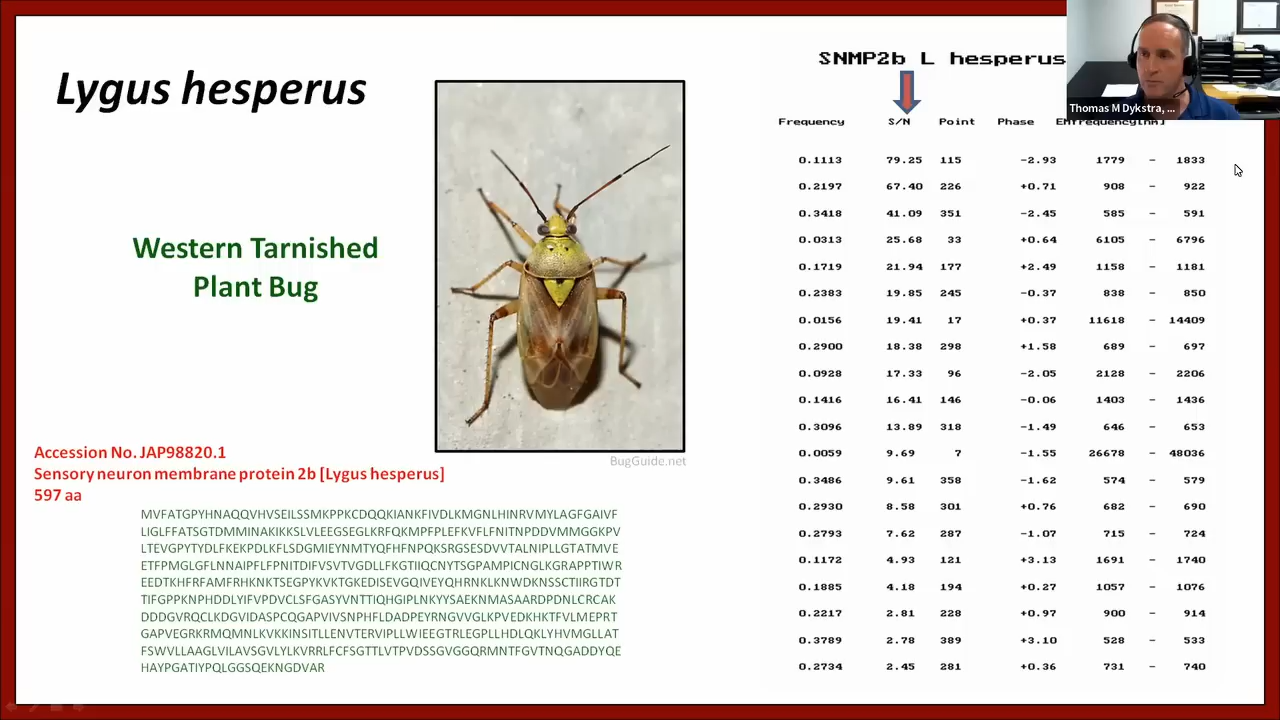 Lygus hesperus
Western Tarnished
Plant Bug
BugGuide.net
Accession No. JAP98820.1
Sensory neuron membrane protein 2b [Lygus hesperus]
597 aa
MVFATGPYHNAQQVHVSEILSSMKPPKCDQQKIANKFIVDLKMGNLHINRVMYLAGFGAIVF
LIGLFFATSGTDMMINAKIKKSLVLEEGSEGLKRFQKMPFPLEFKVFLFNITNPDDVMMGGKPV
LTEVGPYTYDLFKEKPDLKFLSDGMIEYNMTYQFHFNPQKSRGSESDVVTALNIPLLGTATMVE
ETFPMGLGFLNNAIPFLFPNITDIFVSVTVGDLLFKGTIIQCNYTSGPAMPICNGLKGRAPPTIWR
EEDTKHFRFAMFRHKNKTSEGPYKVKTGKEDISEVGQIVEYQHRNKLKNWDKNSSCTIIRGTDT
TIFGPPKNPHDDLYIFVPDVCLSFGASYVNTTIQHGIPLNKYYSAEKNMASAARDPDNLCRCAK
DDDGVRQCLKDGVIDASPCQGAPVIVSNPHFLDADPEYRNGVVGLKPVEDKHKTFVLMEPRT
GAPVEGRKRMQMNLKVKKINSITLLENVTERVIPLLWIEEGTRLEGPLLHDLQKLYHVMGLLAT
FSWVLLAAGLVILAVSGVLYLKVRRLFCFSGTTLVTPVDSSGVGGQRMNTFGVTNQGADDYQE
HAYPGATIYPQLGGSQEKNGDVAR
SNMP2b L hesperus
Thomas M Dykstra, ...
Frequency S/N Point Phase EMfrequency[nm]
0.1113 79.25 115 -2.93 1779 - 1833
0.2197 67.40 226 +0.71 908 - 922
0.3418 41.09 351 -2.45 585 - 591
0.0313 25.68 33 +0.64 6105 - 6796
0.1719 21.94 177 +2.49 1158 - 1181
0.2383 19.85 245 -0.37 838 - 850
0.0156 19.41 17 +0.37 11618 - 14409
0.2900 18.38 298 +1.58 689 - 697
0.0928 17.33 96 -2.05 2128 - 2206
0.1416 16.41 146 -0.06 1403 - 1436
0.3096 13.89 318 -1.49 646 - 653
0.0059 9.69 7 -1.55 26678 - 48036
0.3486 9.61 358 -1.62 574 - 579
0.2930 8.58 301 +0.76 682 - 690
0.2793 7.62 287 -1.07 715 - 724
0.1172 4.93 121 +3.13 1691 - 1740
0.1885 4.18 194 +0.27 1057 - 1076
0.2217 2.81 228 +0.97 900 - 914
0.3789 2.78 389 +3.10 528 - 533
0.2734 2.45 281 +0.36 731 - 740